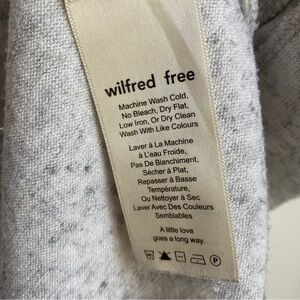 wilfred free
Machine Wash Cold,
No Bleach, Dry Flat,
Low Iron, Or Dry Clean
Wash With Like Colours
Laver à La Machine
à L'eau Froide,
Pas De Blanchiment,
Sécher à Plat,
Repasser à Basse
Température,
Ou Nettoyer à Sec
Laver Avec Des Couleurs
Semblables
A little love
goes a long way.
P